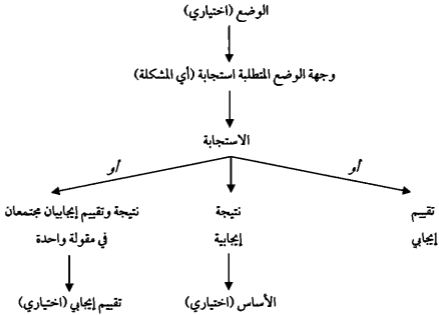 الوضع (اختياري)
وجهة الوضع المتطلبة استجابة (أي المشكلة)
الاستجابة
أو
أو
تقييم
إيجابي
نتيجة
إيجابية
نتيجة وتقييم إيجابيان مجتمعان
في مقولة واحدة
الأساس (اختياري)
تقييم إيجابي (اختياري)